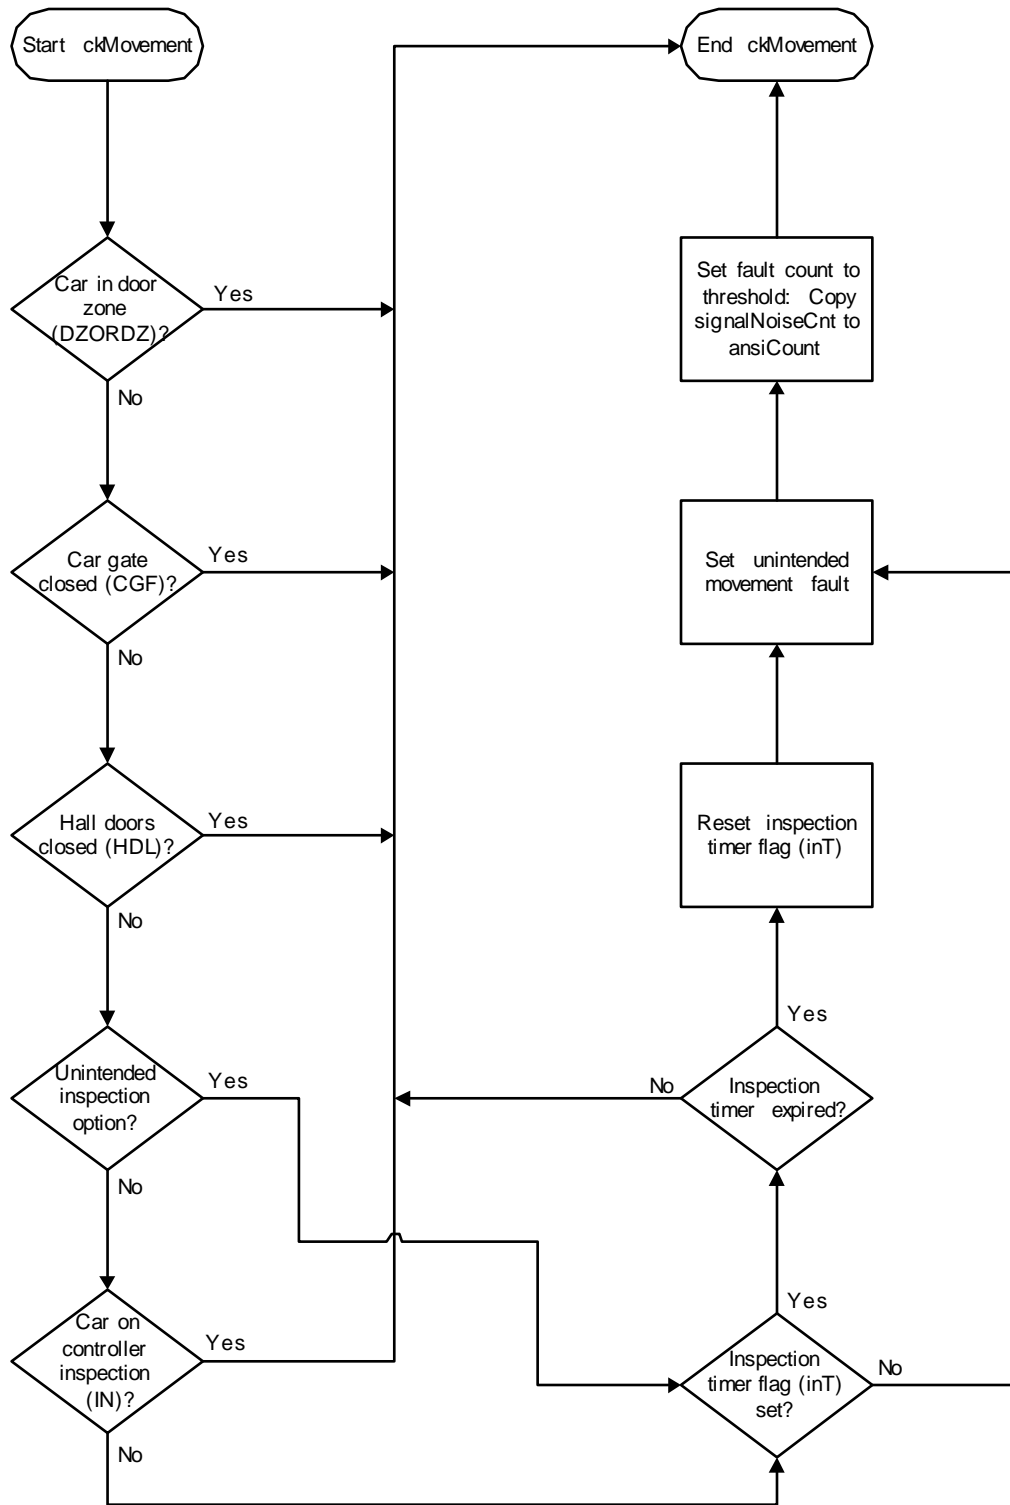 Start ckMovement
End ckMovement
Car in door
zone
(DZORDZ)?
Yes
No
Set fault count to
threshold: Copy
signalNoiseCnt to
ansiCount
Car gate
closed (CGF)?
Yes
No
Set unintended
movement fault
Hall doors
closed (HDL)?
Yes
No
Reset inspection
timer flag (inT)
Unintended
inspection
option?
Yes
No
Yes
No
Inspection
timer expired?
Car on
controller
inspection
(IN)?
Yes
No
Yes
Inspection
timer flag (inT)
set?
No